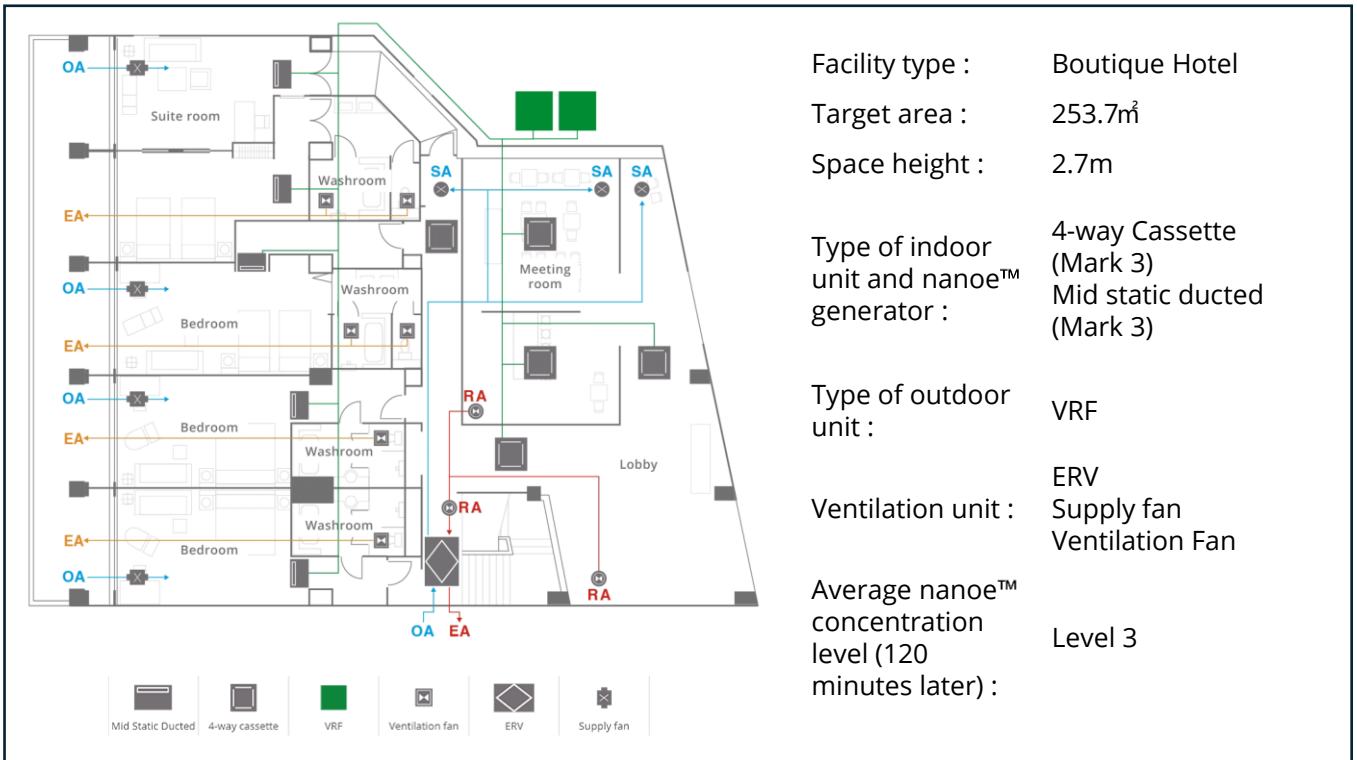 OA
Suite room
EA
Washroom
SA
SA
SA
Meeting
room
OA
Bedroom
Washroom
EA
OA
Bedroom
EA
Washroom
RA
Lobby
RA
Washroom
EA
Bedroom
OA
RA
OA
EA
Mid Static Ducted
4-way cassette
VRF
Ventilation fan
ERV
Supply fan
Facility type :
Boutique Hotel
Target area :
253.7㎡
Space height :
2.7m
Type of indoor
unit and nanoe™
generator :
4-way Cassette
(Mark 3)
Mid static ducted
(Mark 3)
Type of outdoor
unit :
VRF
Ventilation unit :
ERV
Supply fan
Ventilation Fan
Average nanoe™
concentration
level (120
minutes later) :
Level 3